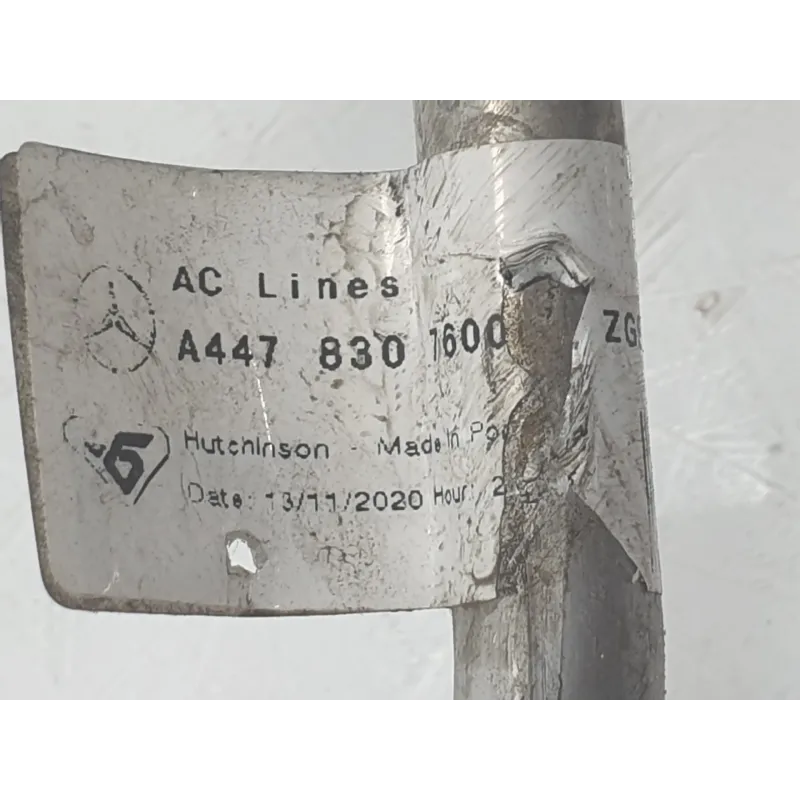 AC Lines
A447 830 7600
Hutchinson - Made in
Date: 13/11/2020 Hour: